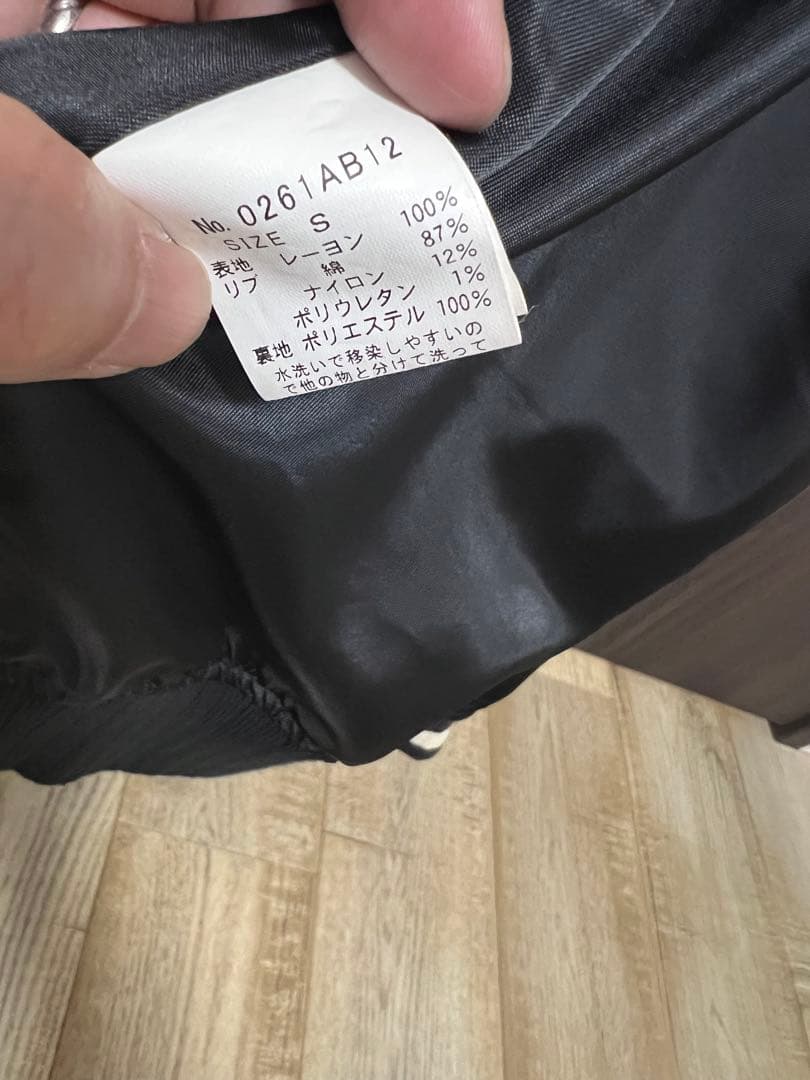 No. 0261AB12
SIZE S
表地 レーヨン 100%
リブ 綿 87%
ナイロン 12%
ポリウレタン 1%
裏地 ポリエステル 100%
水洗いで移染しやすいの
で他の物と分けて洗って